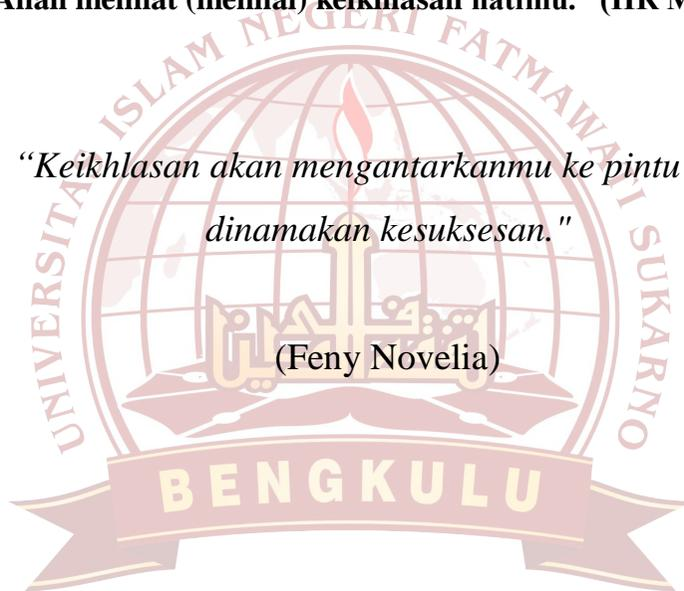 Allah melihat (menilai) keikhlasan hatimu." (HR M
UNIVERSITAS ISLAM NEGERI FATMAWATI SUKARNO
“Keikhlasan akan mengantarkanmu ke pintu
dinamakan kesuksesan."
(Feny Novelia)
BENGKULU